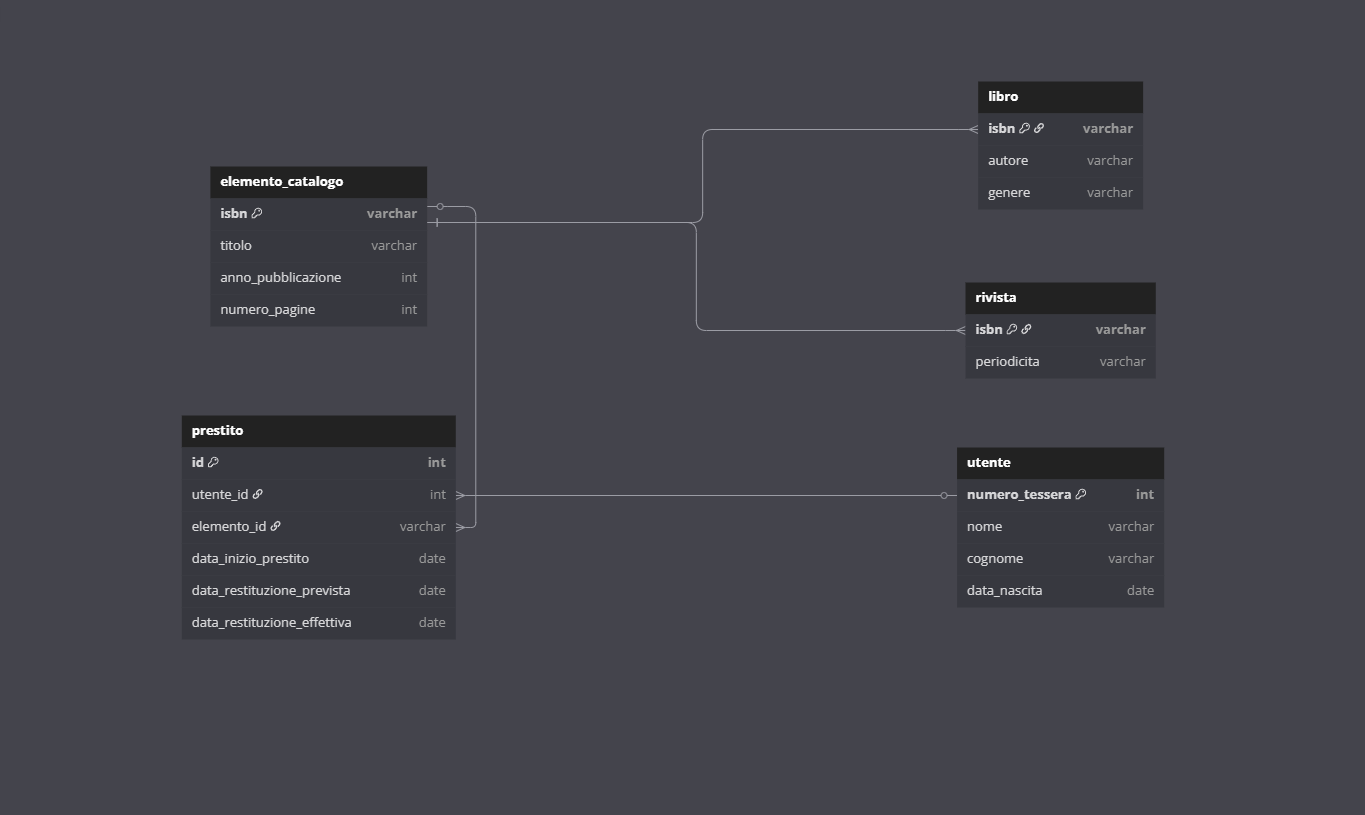 elemento_catalogo
isbn varchar
titolo varchar
anno_pubblicazione int
numero_pagine int
prestito
id int
utente_id int
elemento_id varchar
data_inizio_prestito date
data_restituzione_prevista date
data_restituzione_effettiva date
libro
isbn varchar
autore varchar
genere varchar
rivista
isbn varchar
periodicita varchar
utente
numero_tessera int
nome varchar
cognome varchar
data_nascita date